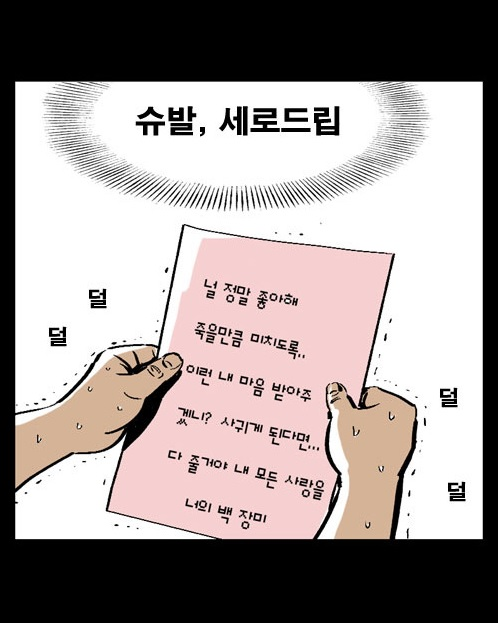 슈발, 세로드립
널 정말 좋아해
죽을만큼 미치도록..
이런 내 마음 받아주
겠니? 사귀게 된다면...
다 줄거야 내 모든 사랑을
너의 백 장미
덜
덜
덜
덜